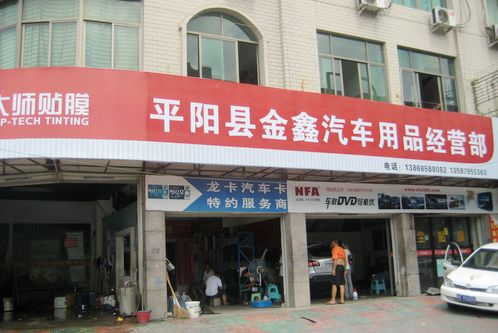 大师贴膜
P-TECH TINTING
平阳县金鑫汽车用品经营部
电话: 13868588082. 13587955363
龙卡汽车卡
特约服务商
NFA
车载DVD导航仪